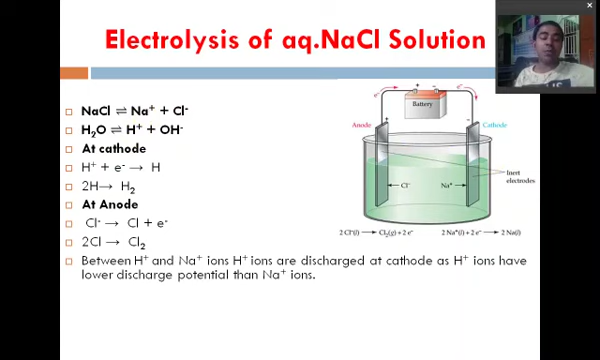 Electrolysis of aq.NaCl Solution
NaCl ⇌ Na⁺ + Cl⁻
H₂O ⇌ H⁺ + OH⁻
At cathode
H⁺ + e⁻ → H
2H→ H₂
At Anode
Cl⁻ → Cl + e⁻
2Cl → Cl₂
Between H⁺ and Na⁺ ions H⁺ ions are discharged at cathode as H⁺ ions have
lower discharge potential than Na⁺ ions.
e⁻ + − e⁻
Battery
Anode Cathode
+ −
Inert
electrodes
Cl⁻ Na⁺
2 Cl⁻(l) → Cl₂(g) + 2 e⁻ 2 Na⁺(l) + 2 e⁻ → 2 Na(l)